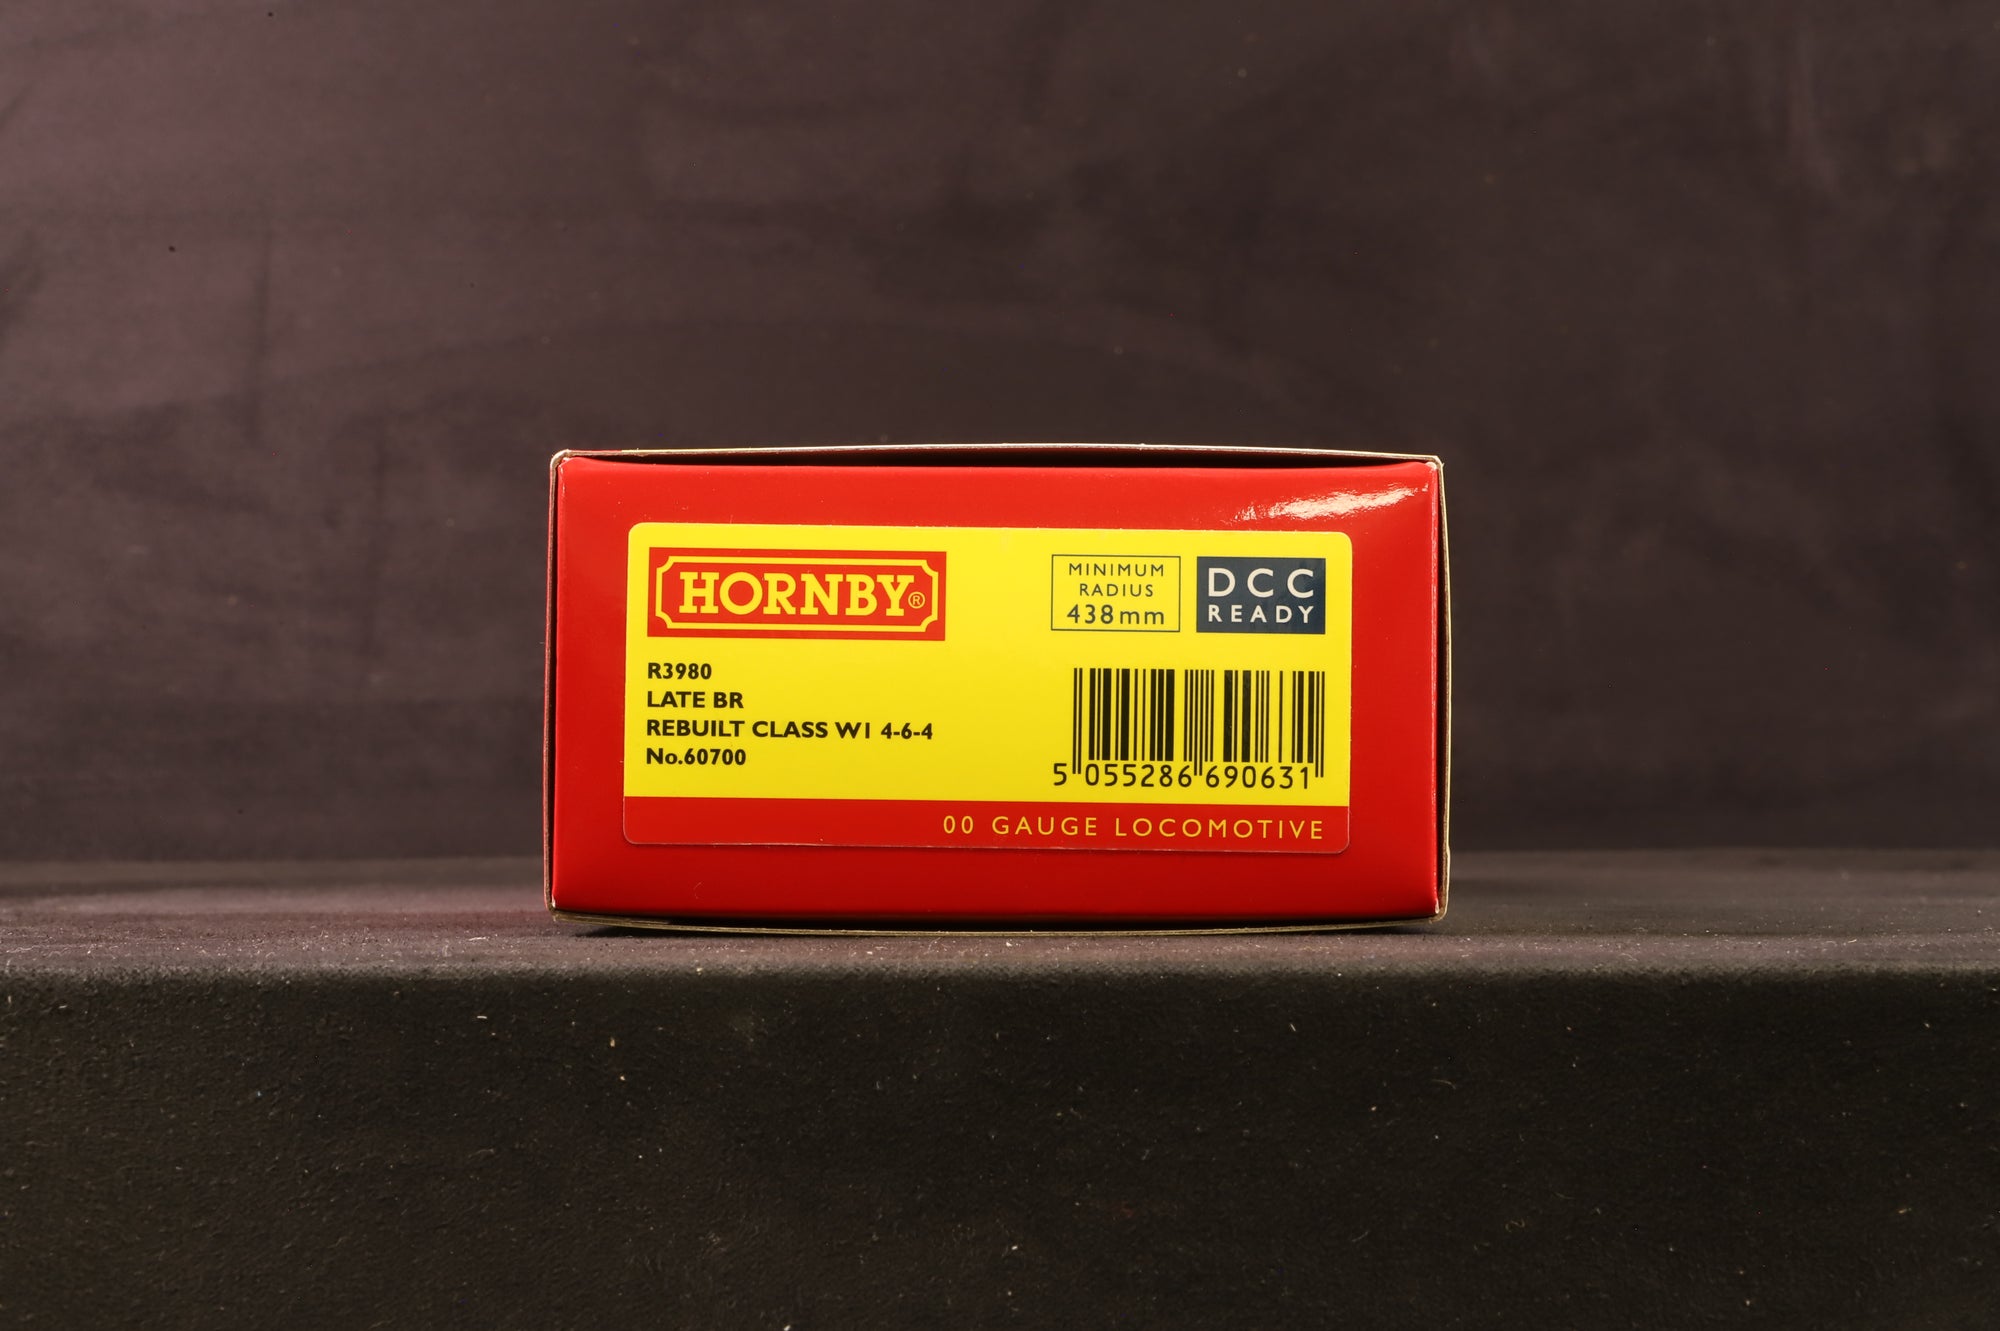 HORNBY®
MINIMUM
RADIUS
438mm
DCC
READY
R3980
LATE BR
REBUILT CLASS W1 4-6-4
No.60700
5 055286 690631
00 GAUGE LOCOMOTIVE